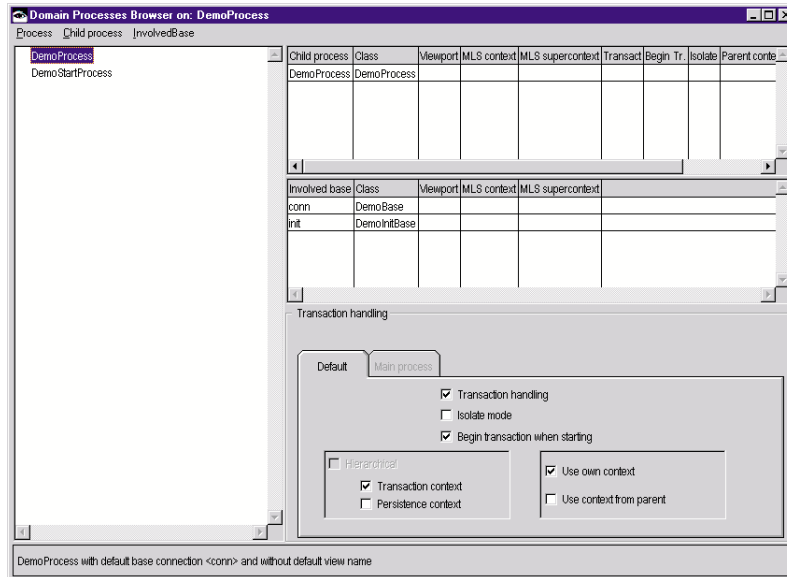 Domain Processes Browser on: DemoProcess
Process Child process InvolvedBase
DemoProcess
DemoStartProcess
Child process Class Viewport MLS context MLS supercontext Transact Begin Tr. Isolate Parent conte
DemoProcess DemoProcess
Involved base Class Viewport MLS context MLS supercontext
conn DemoBase
init DemoInitBase
Transaction handling
Default Main process
Transaction handling
Isolate mode
Begin transaction when starting
Hierarchical
Transaction context
Persistence context
Use own context
Use context from parent
DemoProcess with default base connection <conn> and without default view name